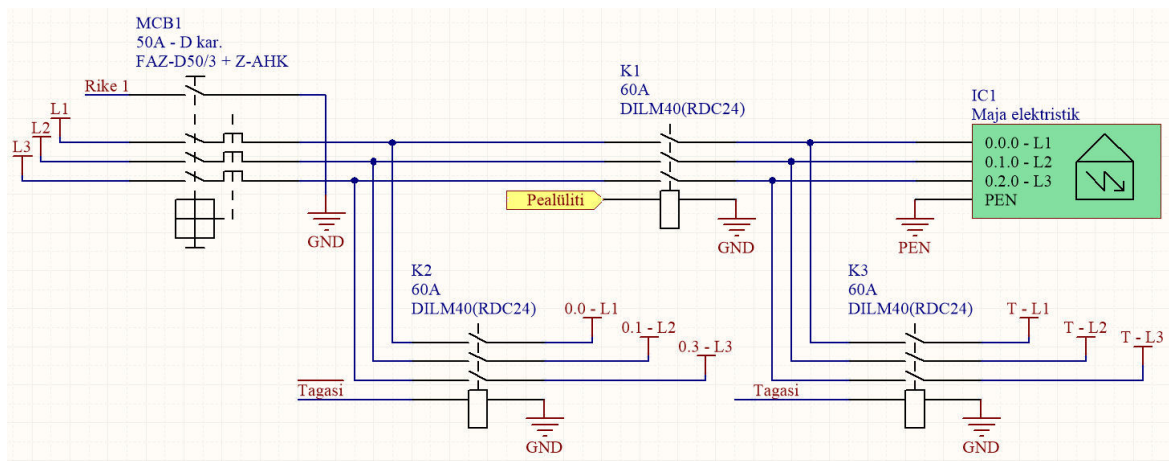 MCB1
50A - D kar.
FAZ-D50/3 + Z-AHK
Rike 1
L1
L2
L3
GND
K1
60A
DILM40(RDC24)
Pealüliti
GND
IC1
Maja elektristik
0.0.0 - L1
0.1.0 - L2
0.2.0 - L3
PEN
PEN
K2
60A
DILM40(RDC24)
0.0 - L1
0.1 - L2
0.3 - L3
Tagasi
GND
K3
60A
DILM40(RDC24)
T - L1
T - L2
T - L3
Tagasi
GND